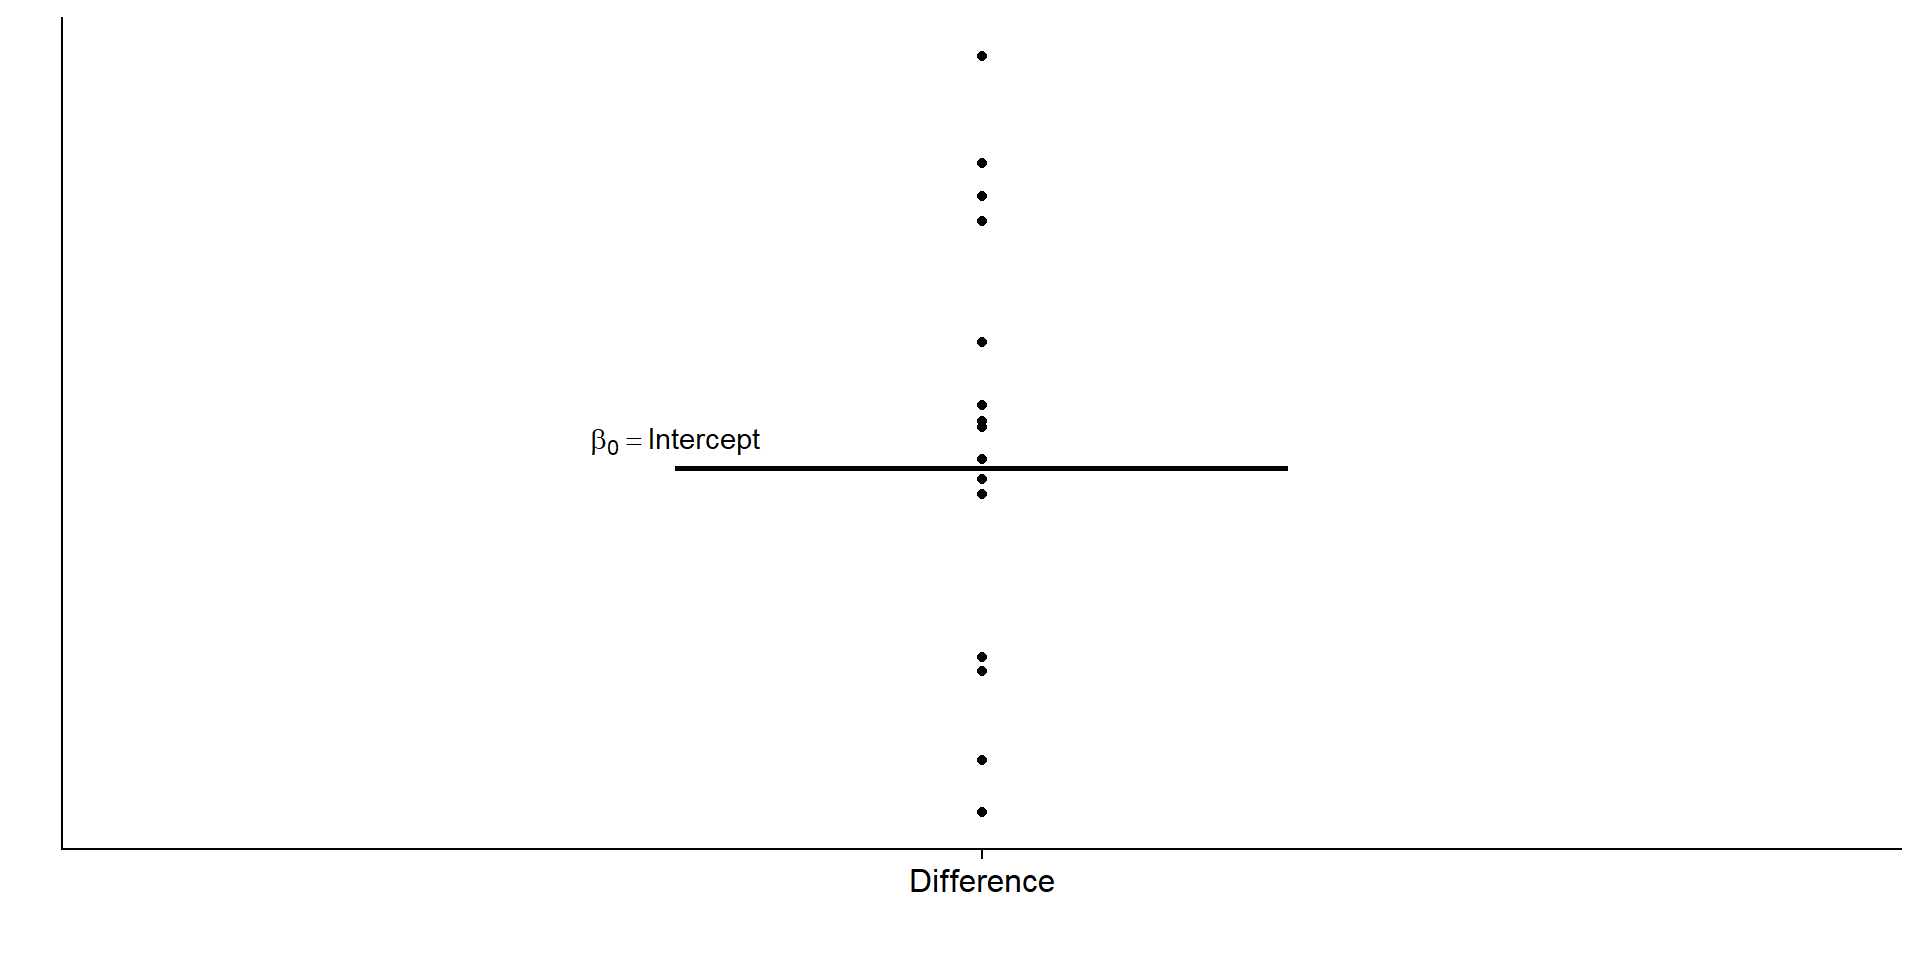 β₀ = Intercept
Difference